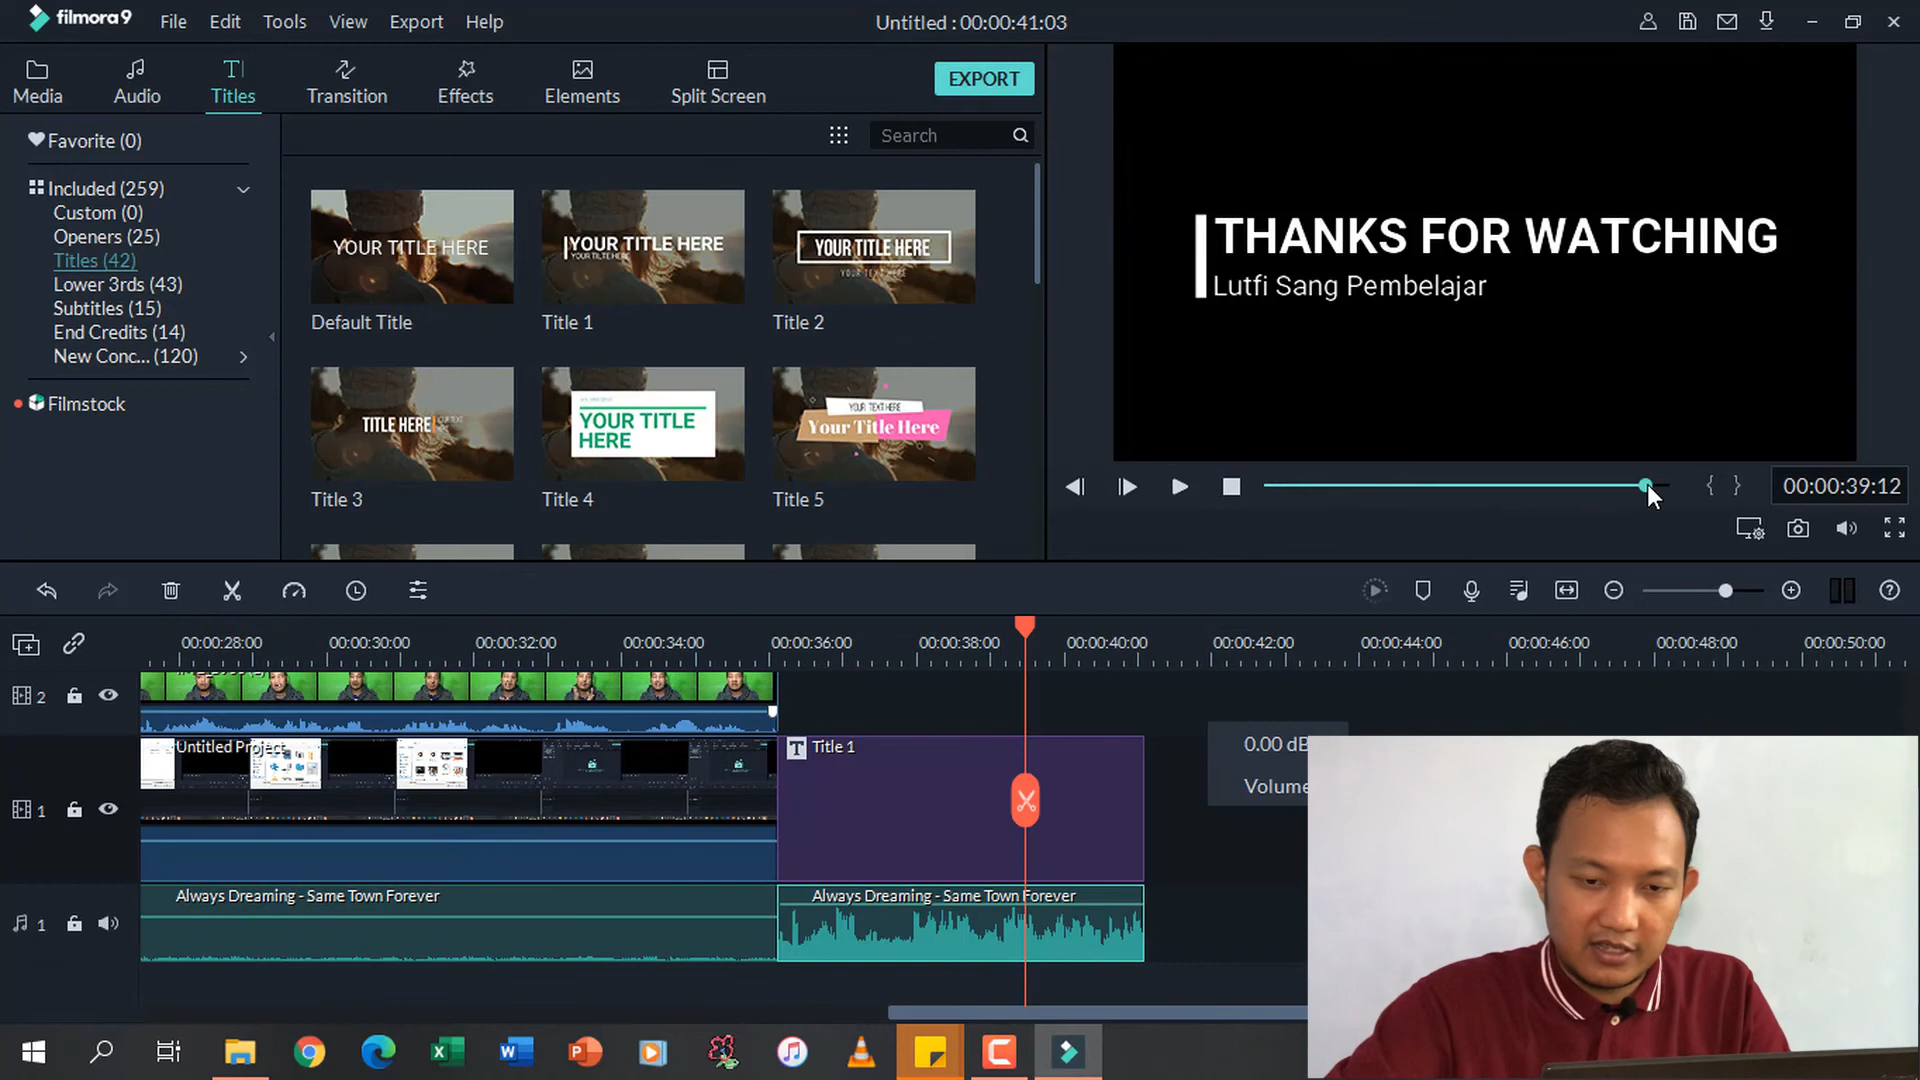 filmora9
File Edit Tools View Export Help
Untitled : 00:00:41:03
Media Audio Titles Transition Effects Elements Split Screen
EXPORT
Favorite (0)
Included (259)
Custom (0)
Openers (25)
Titles (42)
Lower 3rds (43)
Subtitles (15)
End Credits (14)
New Conc... (120)
Filmstock
Search
YOUR TITLE HERE
Default Title
YOUR TITLE HERE
Title 1
YOUR TITLE HERE
YOUR TEXT HERE
Title 2
TITLE HERE
Title 3
YOUR TITLE
HERE
Title 4
YOUR TEXT HERE
Your Title Here
Title 5
THANKS FOR WATCHING
Lutfi Sang Pembelajar
{ } 00:00:39:12
00:00:28:00 00:00:30:00 00:00:32:00 00:00:34:00 00:00:36:00 00:00:38:00 00:00:40:00 00:00:42:00 00:00:44:00 00:00:46:00 00:00:48:00 00:00:50:00
2
Untitled Project
T Title 1
0.00 dB
1
Always Dreaming - Same Town Forever
Always Dreaming - Same Town Forever
1